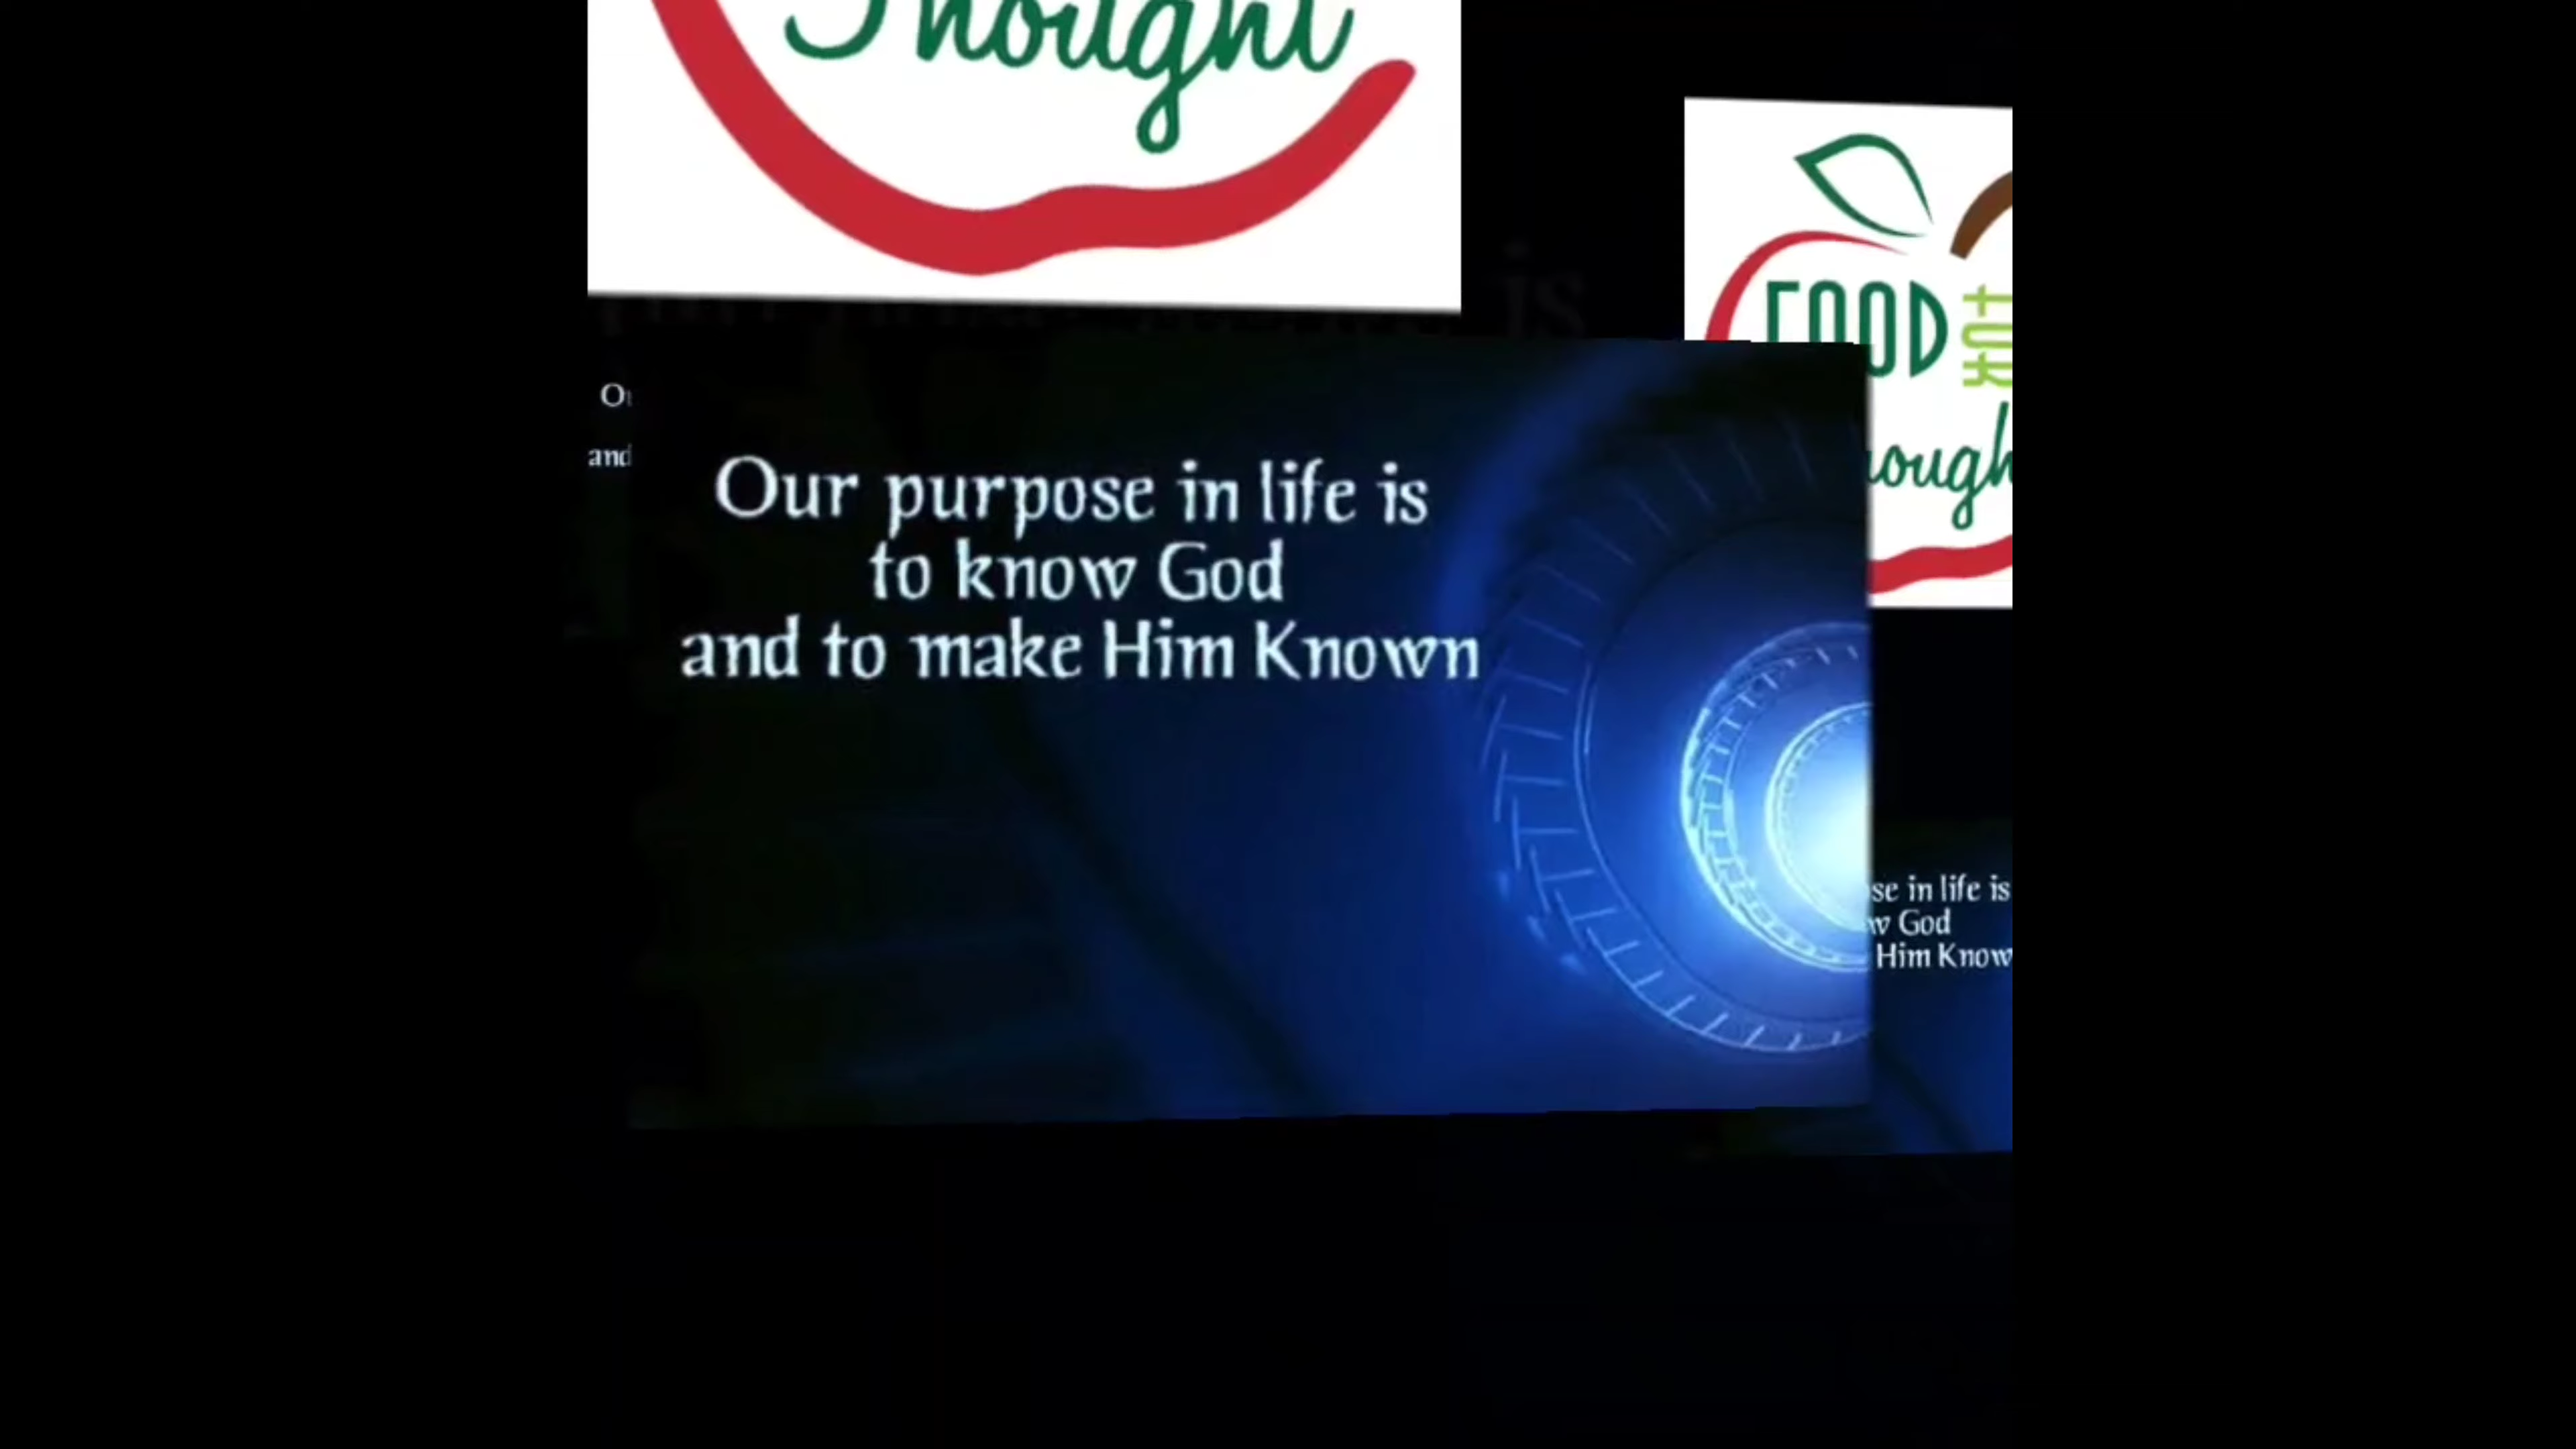 Thought
FOOD
Our purpose in life is
to know God
and to make Him Known
and
se in life is
w God
Him Know